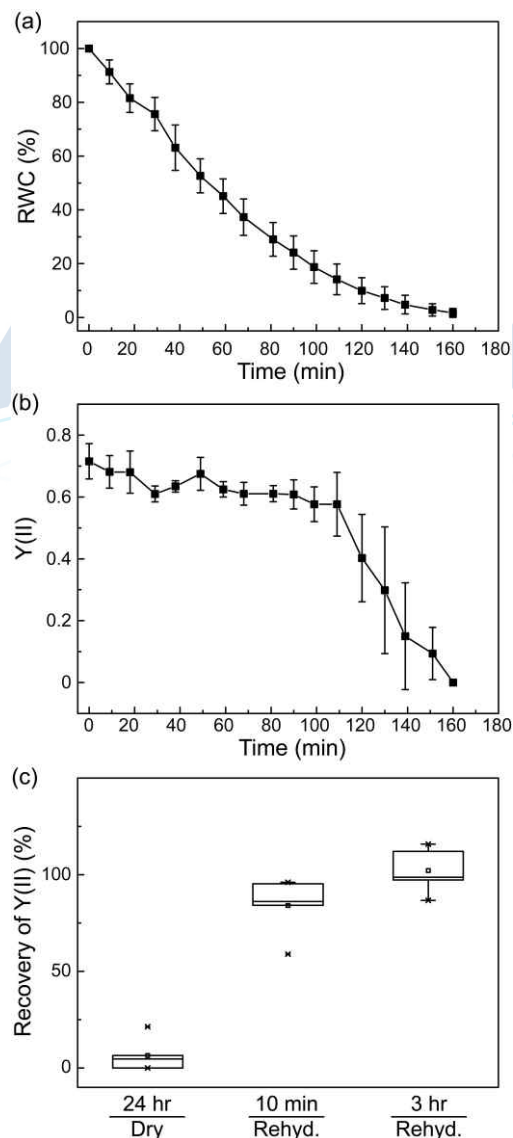 (a)
100
80
60
40
20
0
RWC (%)
0 20 40 60 80 100 120 140 160 180
Time (min)
(b)
0.8
0.6
0.4
0.2
0
Y(II)
0 20 40 60 80 100 120 140 160 180
Time (min)
(c)
100
50
0
Recovery of Y(II) (%)
24 hr 10 min 3 hr
Dry Rehyd. Rehyd.